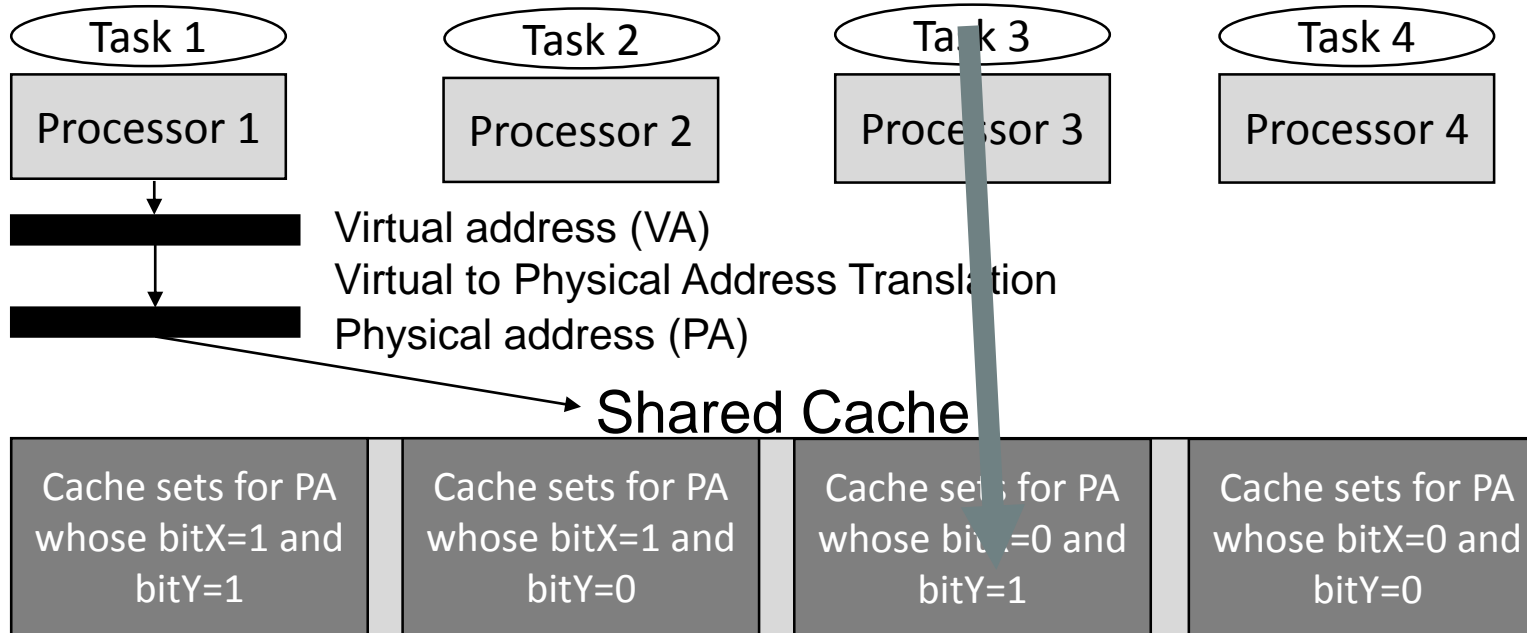 Task 1
Task 2
Task 3
Task 4
Processor 1
Processor 2
Processor 3
Processor 4
Virtual address (VA)
Virtual to Physical Address Translation
Physical address (PA)
Shared Cache
Cache sets for PA
whose bitX=1 and
bitY=1
Cache sets for PA
whose bitX=1 and
bitY=0
Cache sets for PA
whose bitX=0 and
bitY=1
Cache sets for PA
whose bitX=0 and
bitY=0